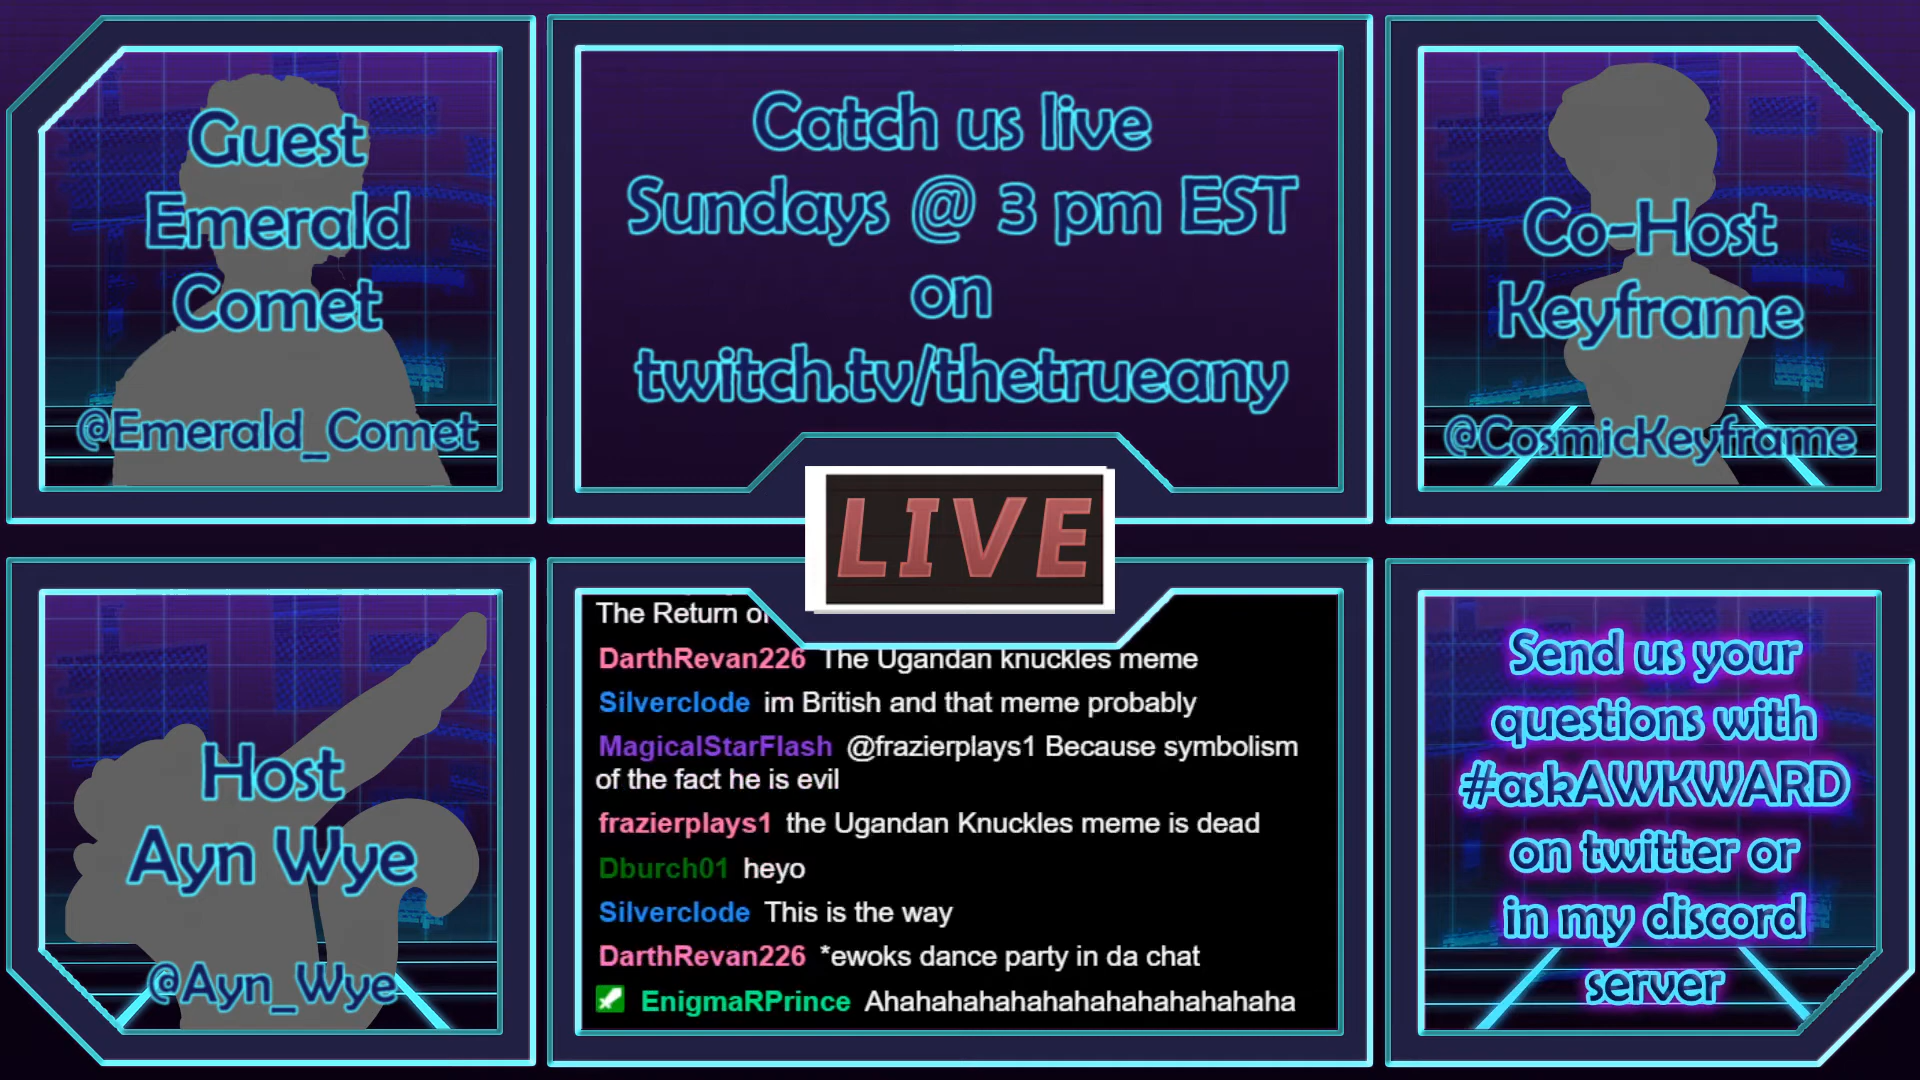 Guest
Emerald
Comet
@Emerald_Comet
Catch us live
Sundays @ 3 pm EST
on
twitch.tv/thetrueany
Co-Host
Keyframe
@CosmicKeyframe
LIVE
Host
Ayn Wye
@Ayn_Wye
The Return of
DarthRevan226 The Ugandan knuckles meme
Silverclode im British and that meme probably
MagicalStarFlash @frazierplays1 Because symbolism
of the fact he is evil
frazierplays1 the Ugandan Knuckles meme is dead
Dburch01 heyo
Silverclode This is the way
DarthRevan226 *ewoks dance party in da chat
EnigmaRPrince Ahahahahahahahahahahahaha
Send us your
questions with
#askAWKWARD
on twitter or
in my discord
server